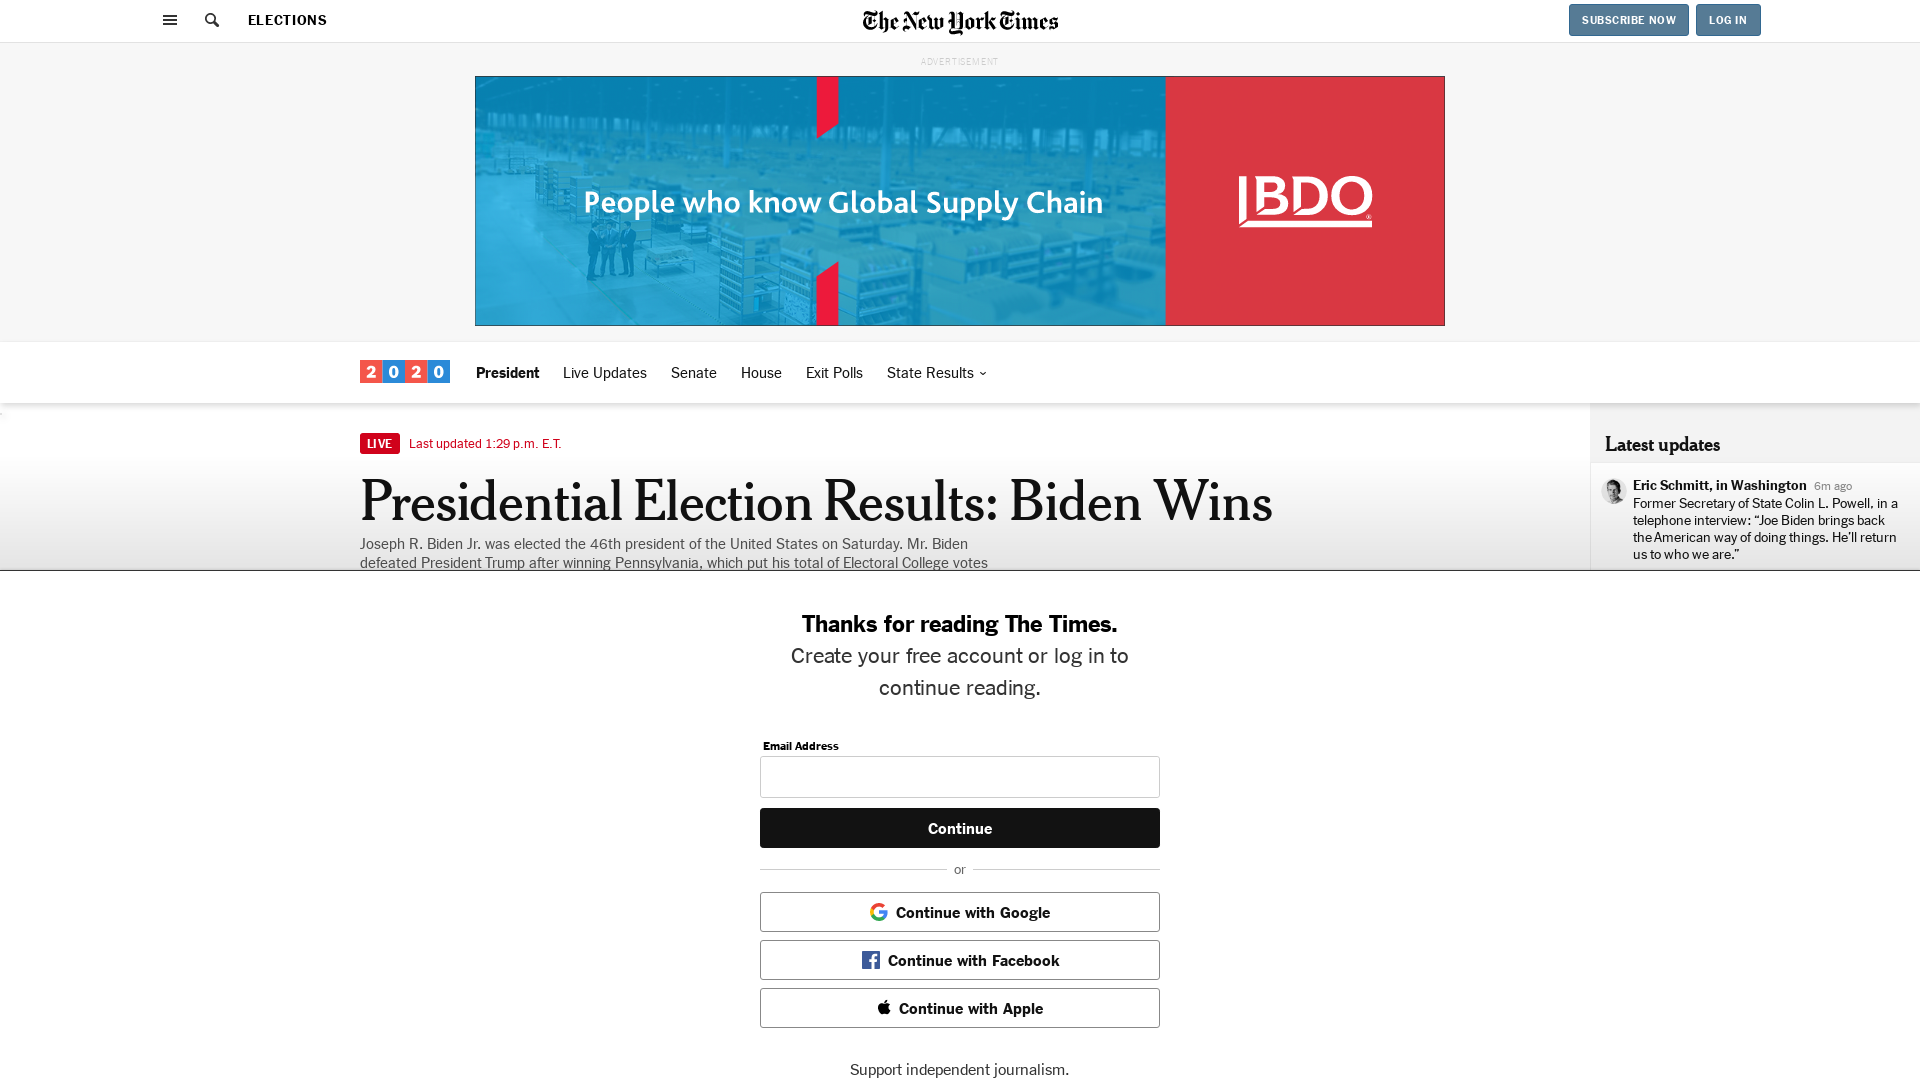 ELECTIONS
The New York Times
SUBSCRIBE NOW
LOG IN
ADVERTISEMENT
People who know Global Supply Chain
BDO
2020
President
Live Updates
Senate
House
Exit Polls
State Results
LIVE
Last updated 1:29 p.m. E.T.
Presidential Election Results: Biden Wins
Joseph R. Biden Jr. was elected the 46th president of the United States on Saturday. Mr. Biden
defeated President Trump after winning Pennsylvania, which put his total of Electoral College votes
Latest updates
Eric Schmitt, in Washington 6m ago
Former Secretary of State Colin L. Powell, in a
telephone interview: “Joe Biden brings back
the American way of doing things. He’ll return
us to who we are.”
Thanks for reading The Times.
Create your free account or log in to
continue reading.
Email Address
Continue
or
Continue with Google
Continue with Facebook
Continue with Apple
Support independent journalism.